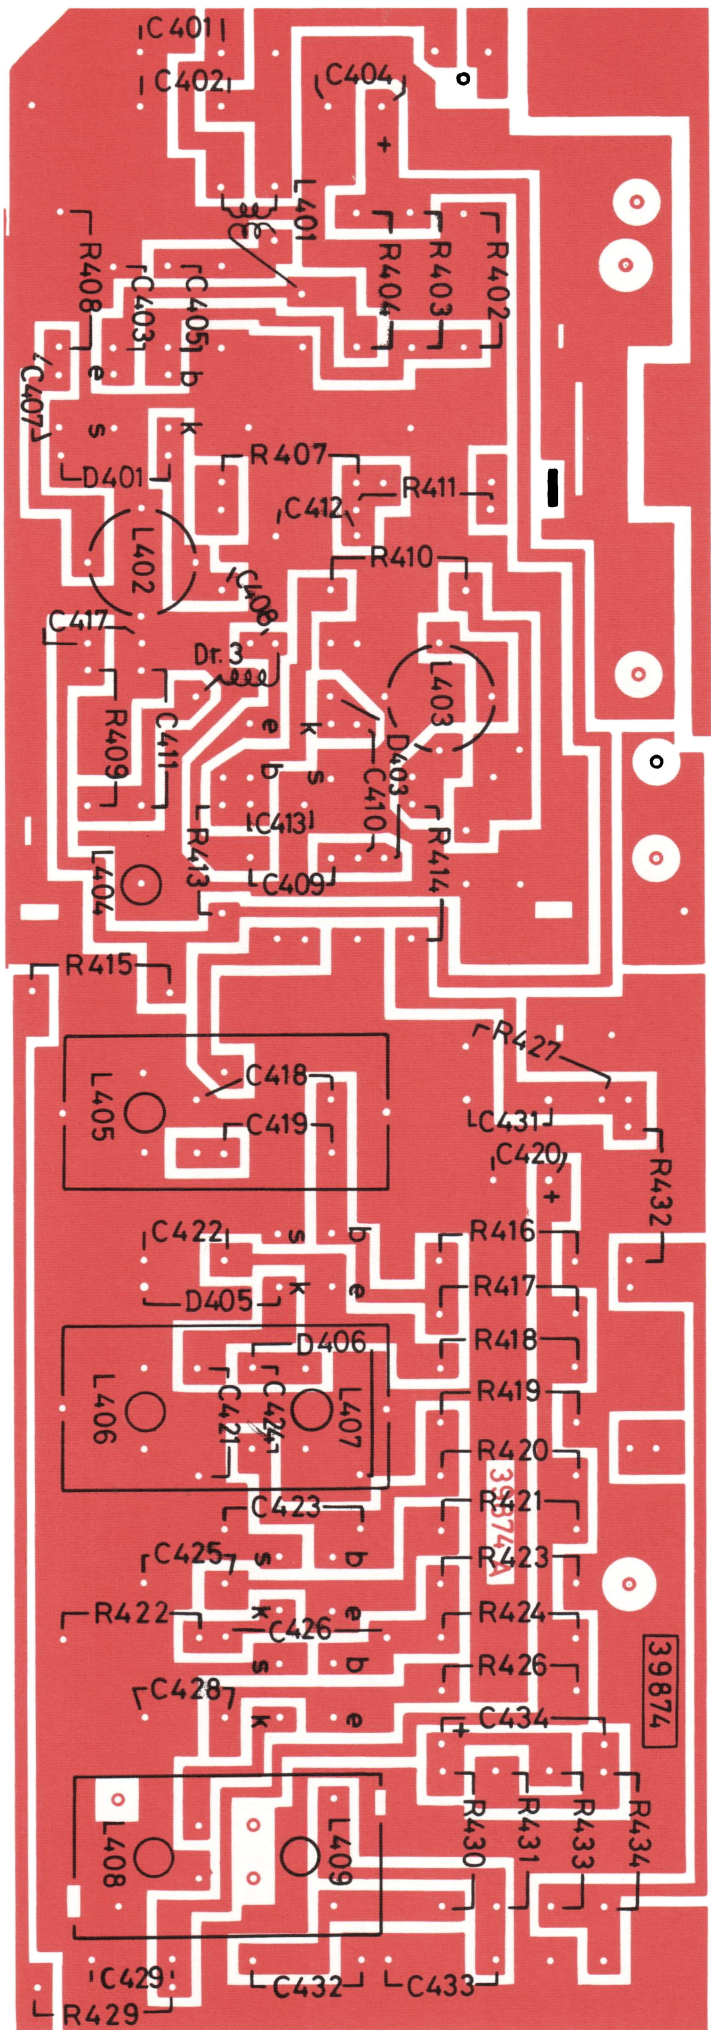 C401
C402
C404
+
L401
R408
C403
C405
R404
R403
R402
C407
e
b
s
k
D401
R407
R411
C412
L402
R410
C408
C417
Dr.3
L403
R409
C411
e
k
b
s
D403
C410
C413
R413
R414
L404
C409
R415
R427
L405
C418
C419
C431
C420
+
R432
C422
s
b
R416
D405
k
e
R417
D406
R418
L406
C421
C424
L407
R419
R420
39874A
C423
R421
C425
s
b
R423
R422
k
e
C426
R424
s
b
R426
39874
C428
k
e
C434
+
L408
L409
R430
R431
R433
R434
C429
C432
C433
R429